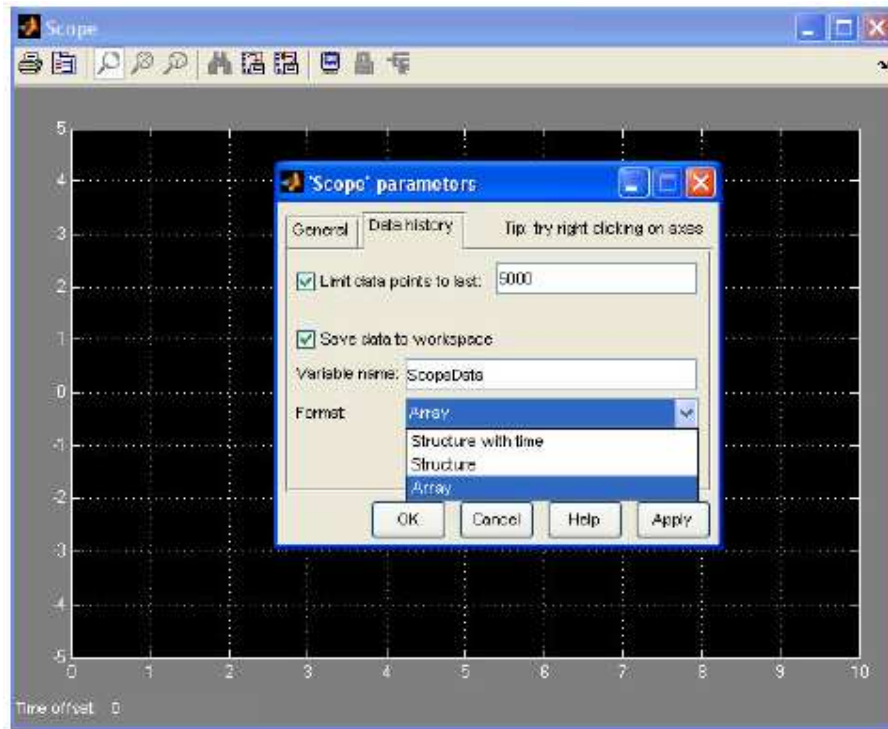 Scope
5
4
3
2
1
0
-1
-2
-3
-4
-5
0 1 2 3 4 5 6 7 8 9 10
Time offset: 0
'Scope' parameters
General Data history Tip: try right clicking on axes
Limit data points to last: 5000
Save data to workspace
Variable name: ScopeData
Format: Array
Structure with time
Structure
Array
OK Cancel Help Apply